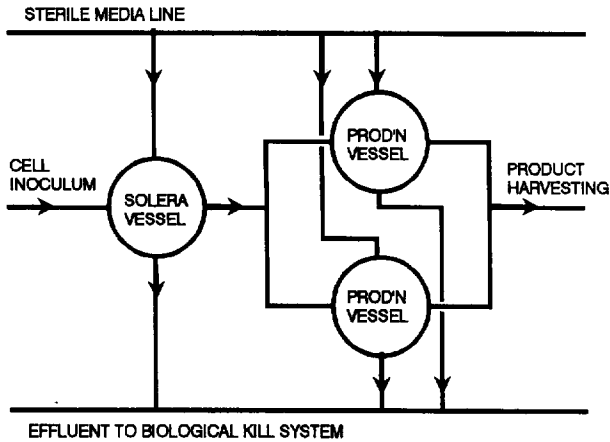 STERILE MEDIA LINE
CELL
INOCULUM
SOLERA
VESSEL
PROD'N
VESSEL
PROD'N
VESSEL
PRODUCT
HARVESTING
EFFLUENT TO BIOLOGICAL KILL SYSTEM